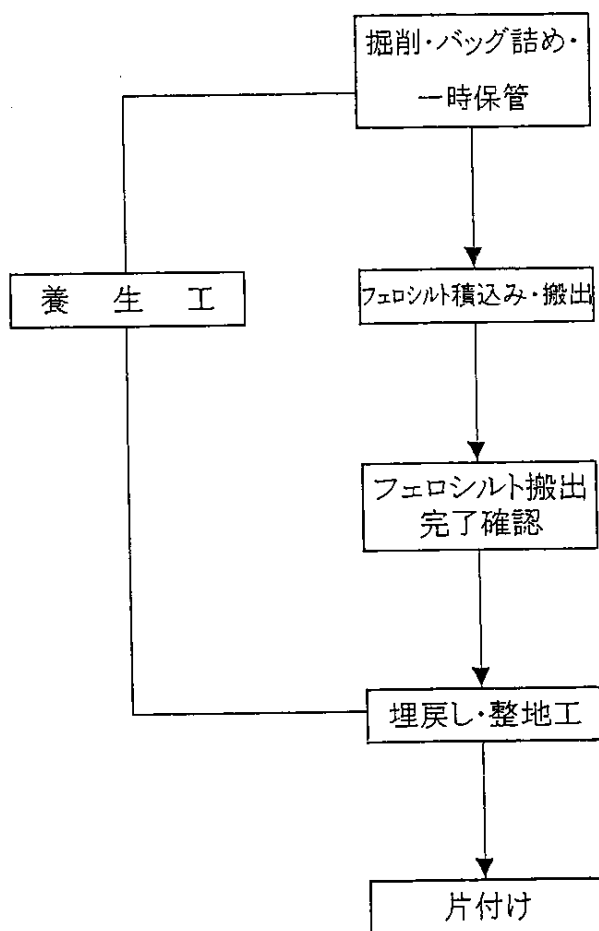 掘削・バッグ詰め・
一時保管
養生工
フェロシルト積込み・搬出
フェロシルト搬出
完了確認
埋戻し・整地工
片付け